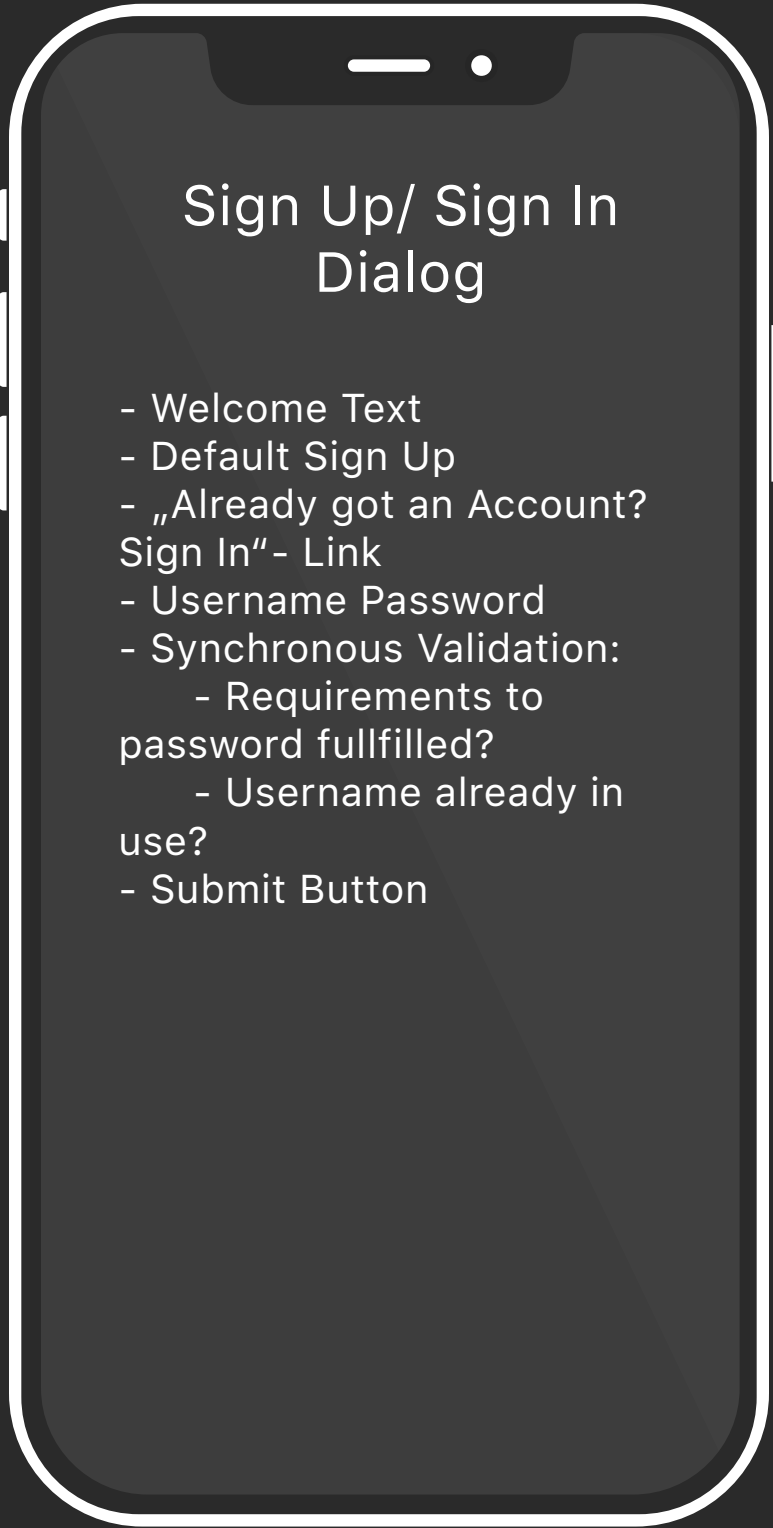 Sign Up/ Sign In
Dialog
- Welcome Text
- Default Sign Up
- „Already got an Account?
Sign In“- Link
- Username Password
- Synchronous Validation:
- Requirements to
password fullfilled?
- Username already in
use?
- Submit Button